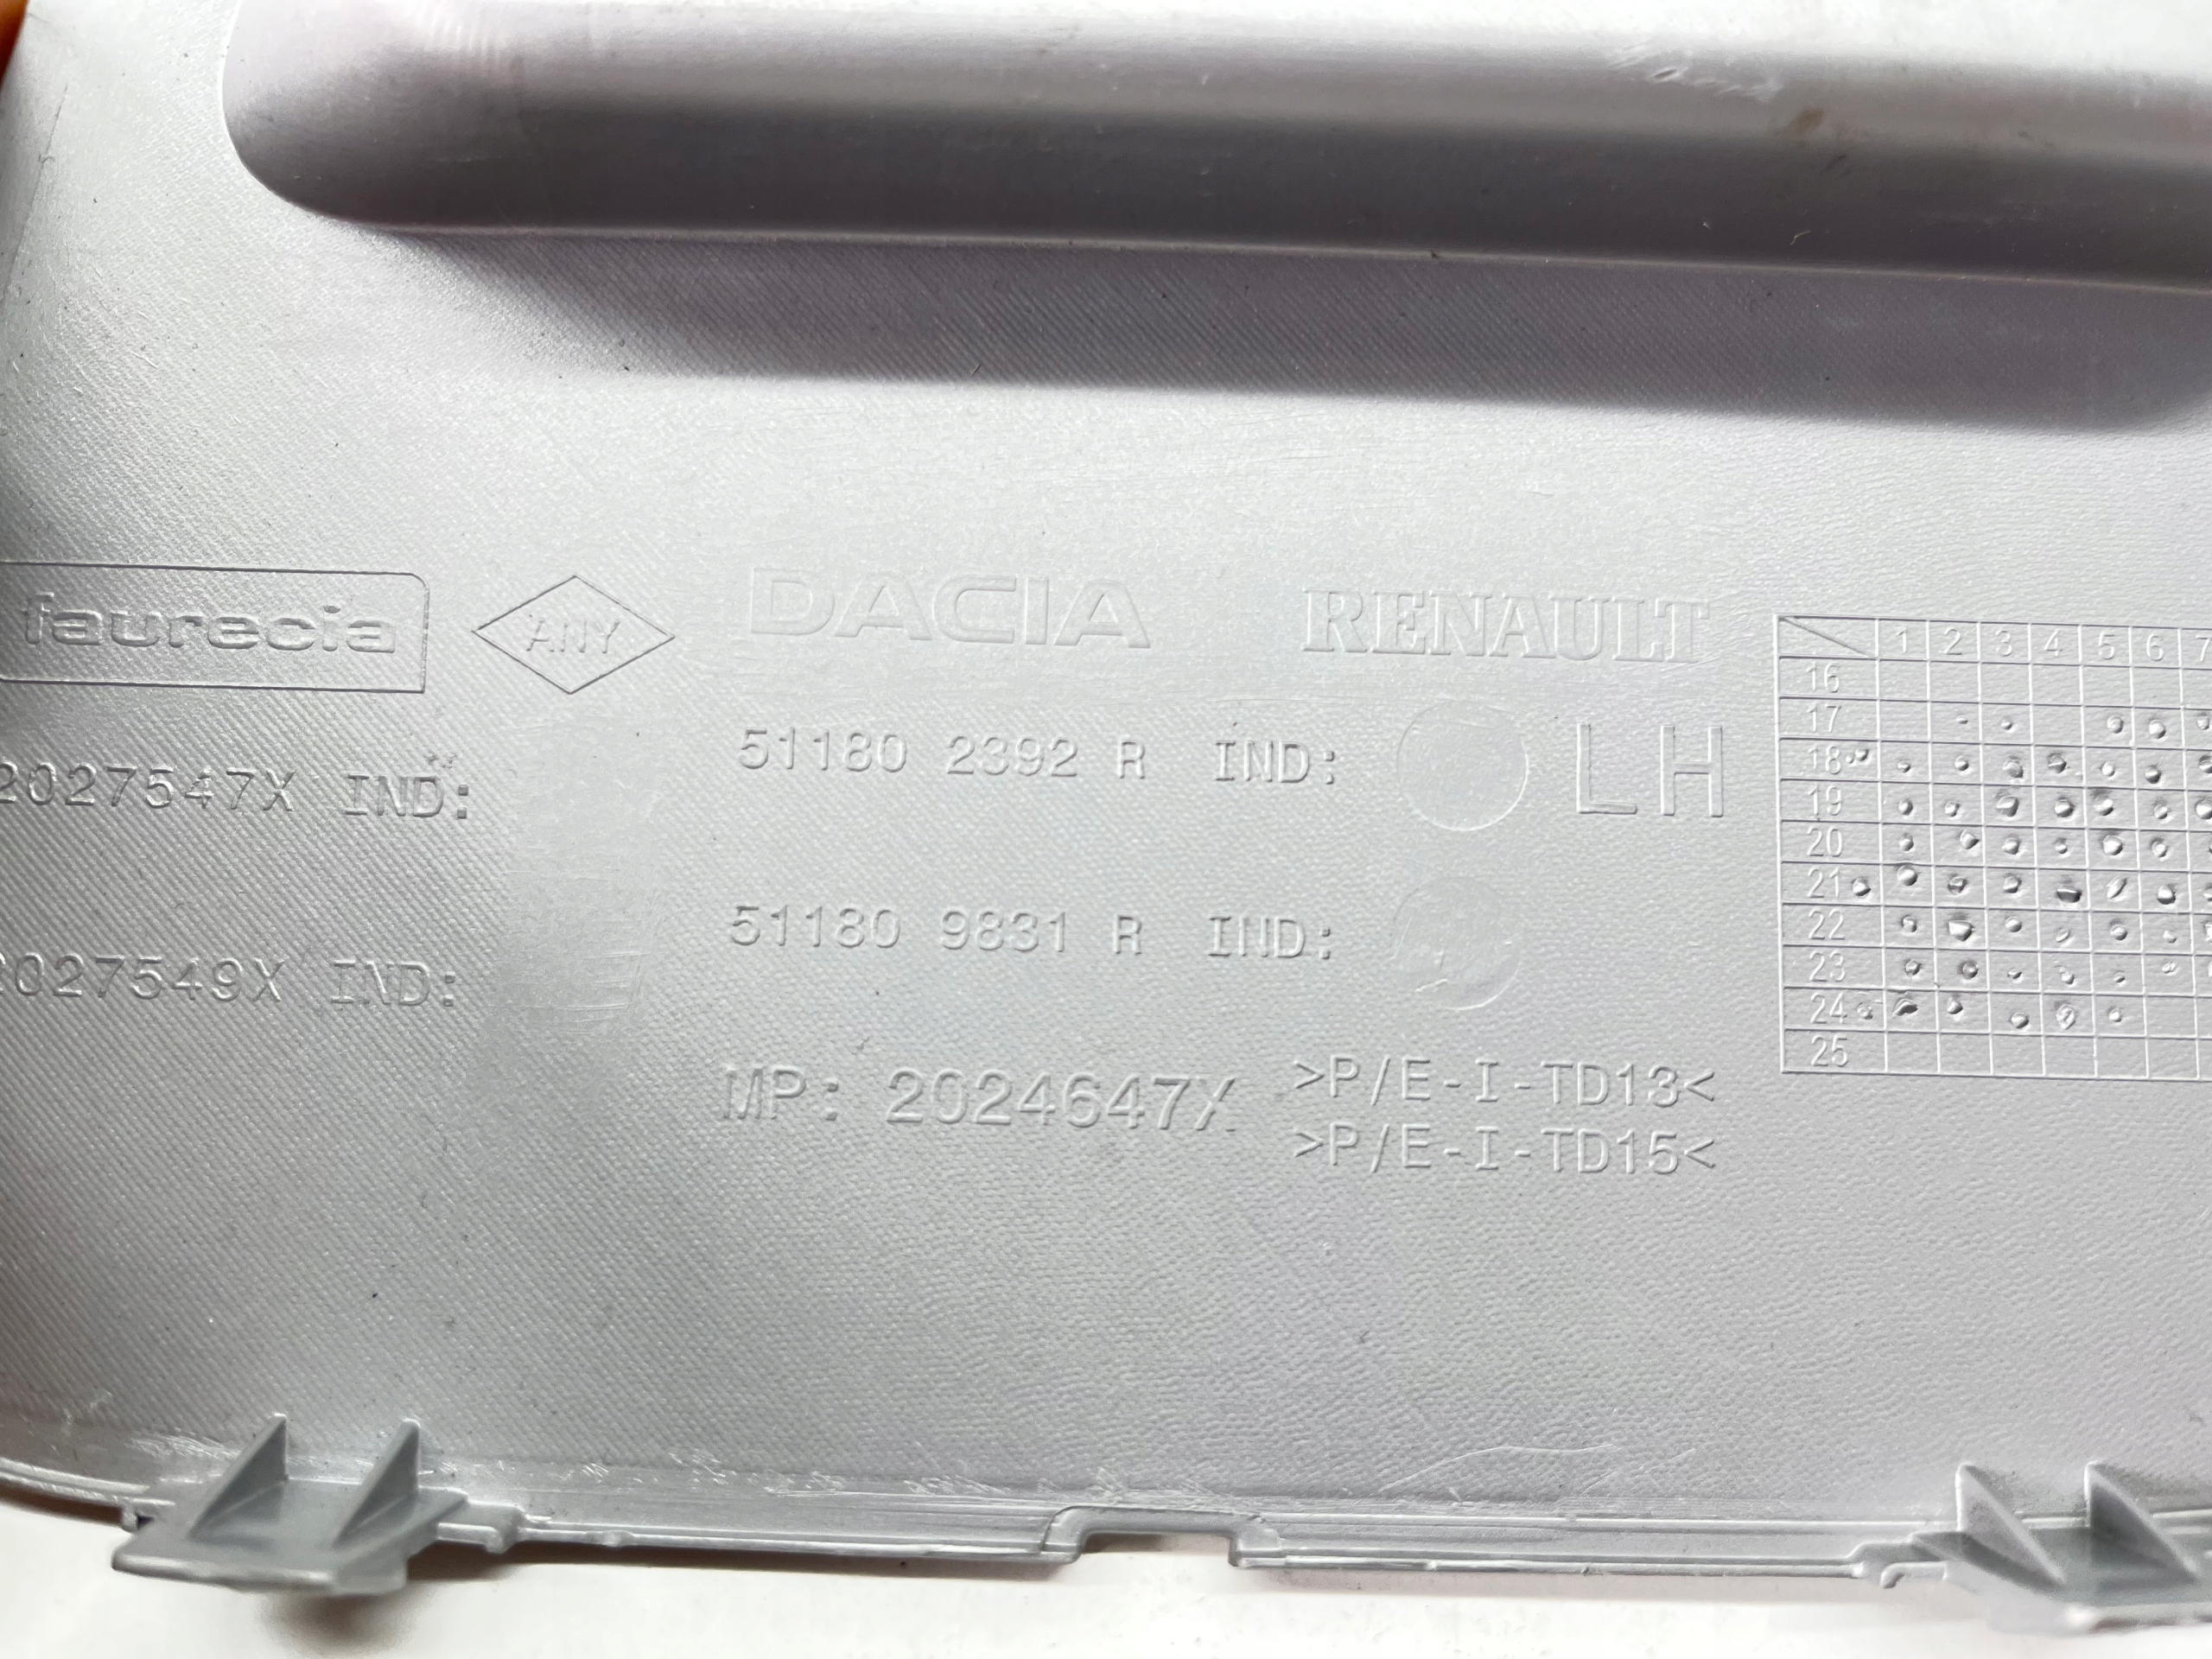 faurecia
ANY
DACIA
RENAULT
51180 2392 R IND:
LH
2027547X IND:
51180 9831 R IND:
2027549X IND:
MP: 2024647X
>P/E-I-TD13<
>P/E-I-TD15<
1 2 3 4 5 6 7
16
17
18
19
20
21
22
23
24
25